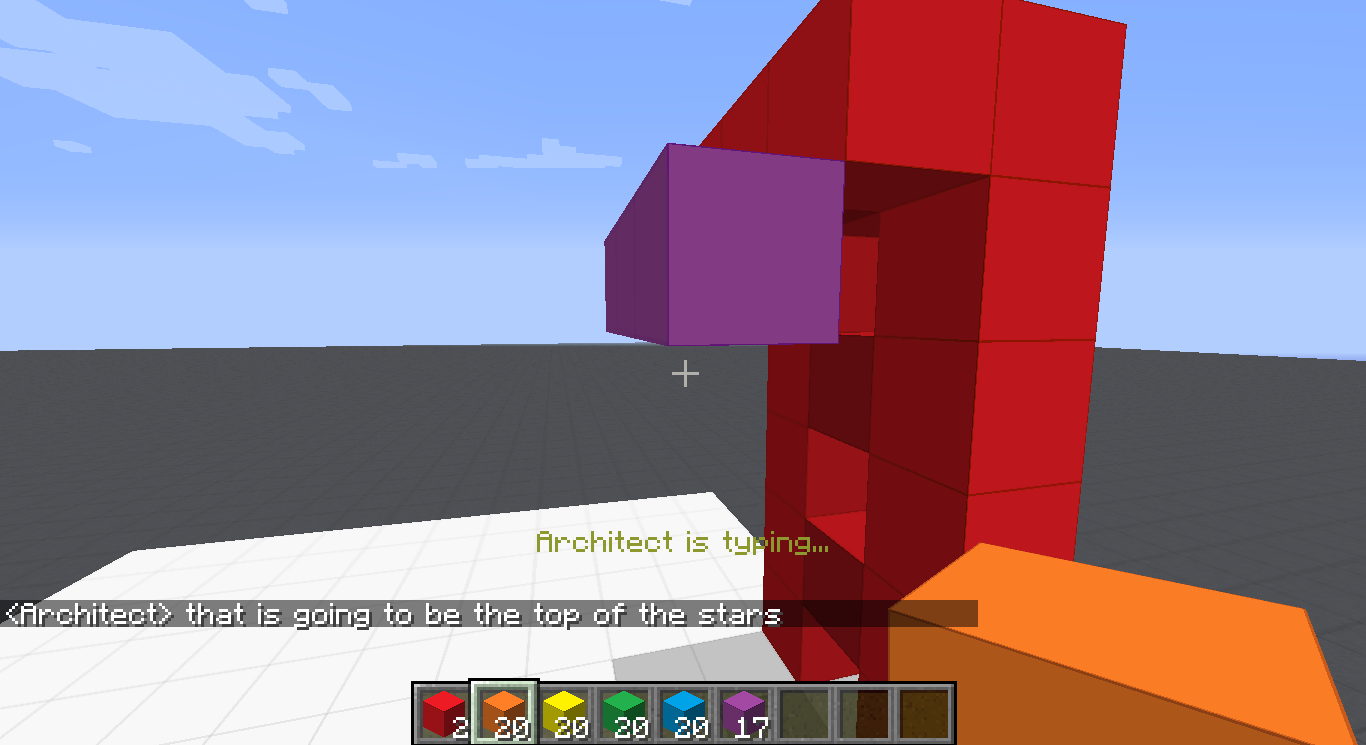 Architect is typing...
<Architect> that is going to be the top of the stars
2 20 20 20 20 17